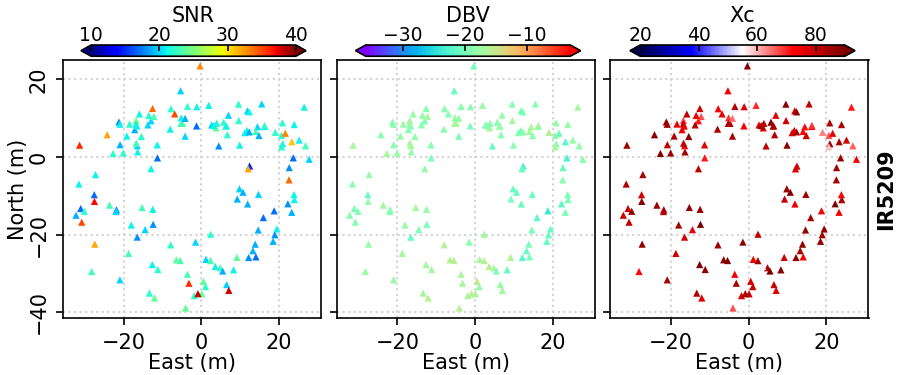 SNR DBV Xc
10 20 30 40 −30 −20 −10 20 40 60 80
20
0
−20
−40
North (m)
IR5209
−20 0 20 −20 0 20 −20 0 20
East (m) East (m) East (m)